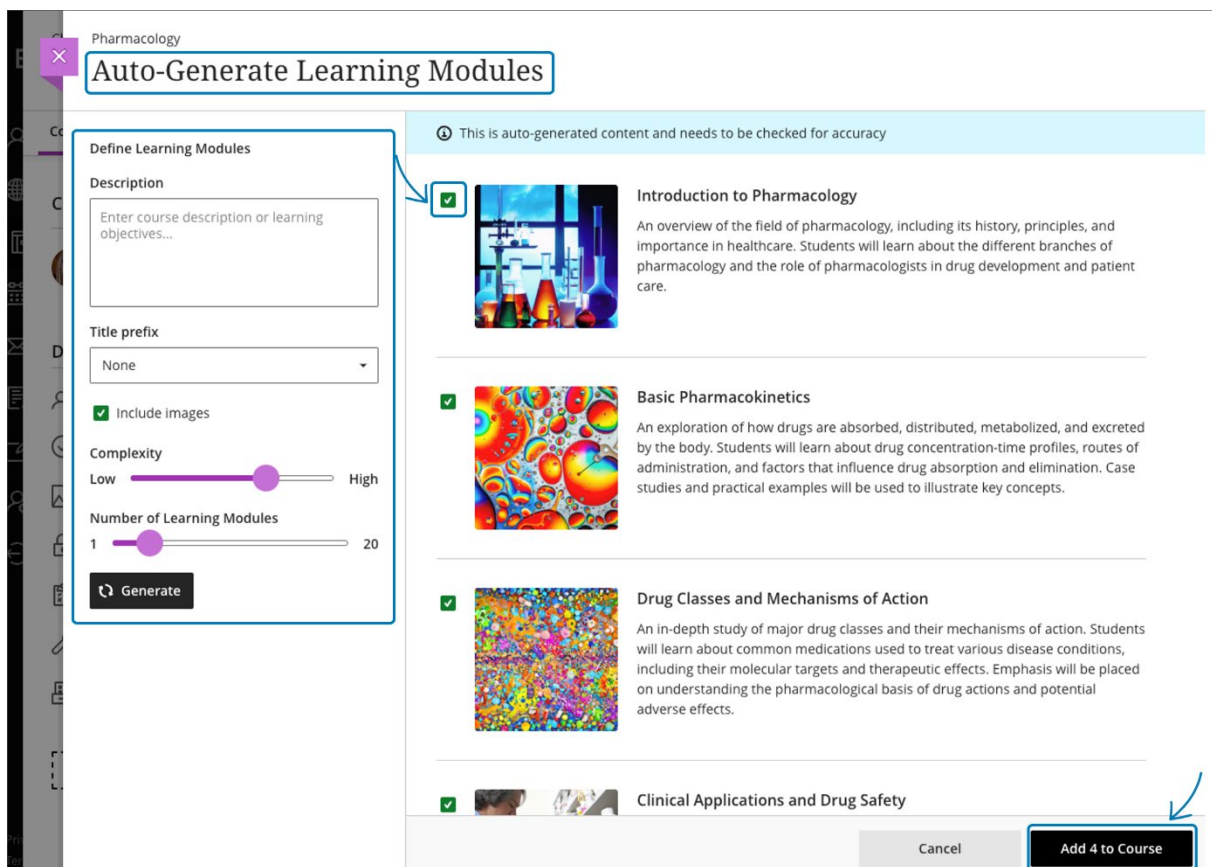 Pharmacology
Auto-Generate Learning Modules
Define Learning Modules
Description
Enter course description or learning
objectives...
Title prefix
None
Include images
Complexity
Low
High
Number of Learning Modules
1
20
Generate
This is auto-generated content and needs to be checked for accuracy
Introduction to Pharmacology
An overview of the field of pharmacology, including its history, principles, and
importance in healthcare. Students will learn about the different branches of
pharmacology and the role of pharmacologists in drug development and patient
care.
Basic Pharmacokinetics
An exploration of how drugs are absorbed, distributed, metabolized, and excreted
by the body. Students will learn about drug concentration-time profiles, routes of
administration, and factors that influence drug absorption and elimination. Case
studies and practical examples will be used to illustrate key concepts.
Drug Classes and Mechanisms of Action
An in-depth study of major drug classes and their mechanisms of action. Students
will learn about common medications used to treat various disease conditions,
including their molecular targets and therapeutic effects. Emphasis will be placed
on understanding the pharmacological basis of drug actions and potential
adverse effects.
Clinical Applications and Drug Safety
Cancel
Add 4 to Course